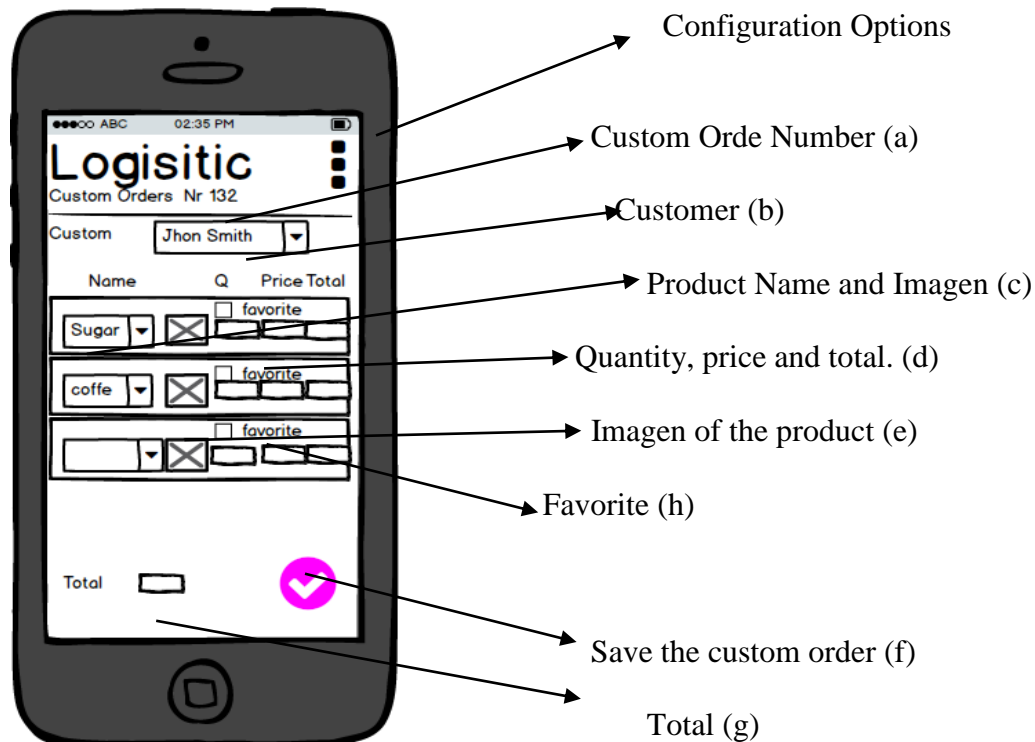 Configuration Options
ABC 02:35 PM
Custom Orde Number (a)
Logisitic
Custom Orders Nr 132
Customer (b)
Custom Jhon Smith
Name Q Price Total
Product Name and Imagen (c)
favorite
Sugar
Quantity, price and total. (d)
favorite
coffe
Imagen of the product (e)
favorite
Favorite (h)
Total
Save the custom order (f)
Total (g)